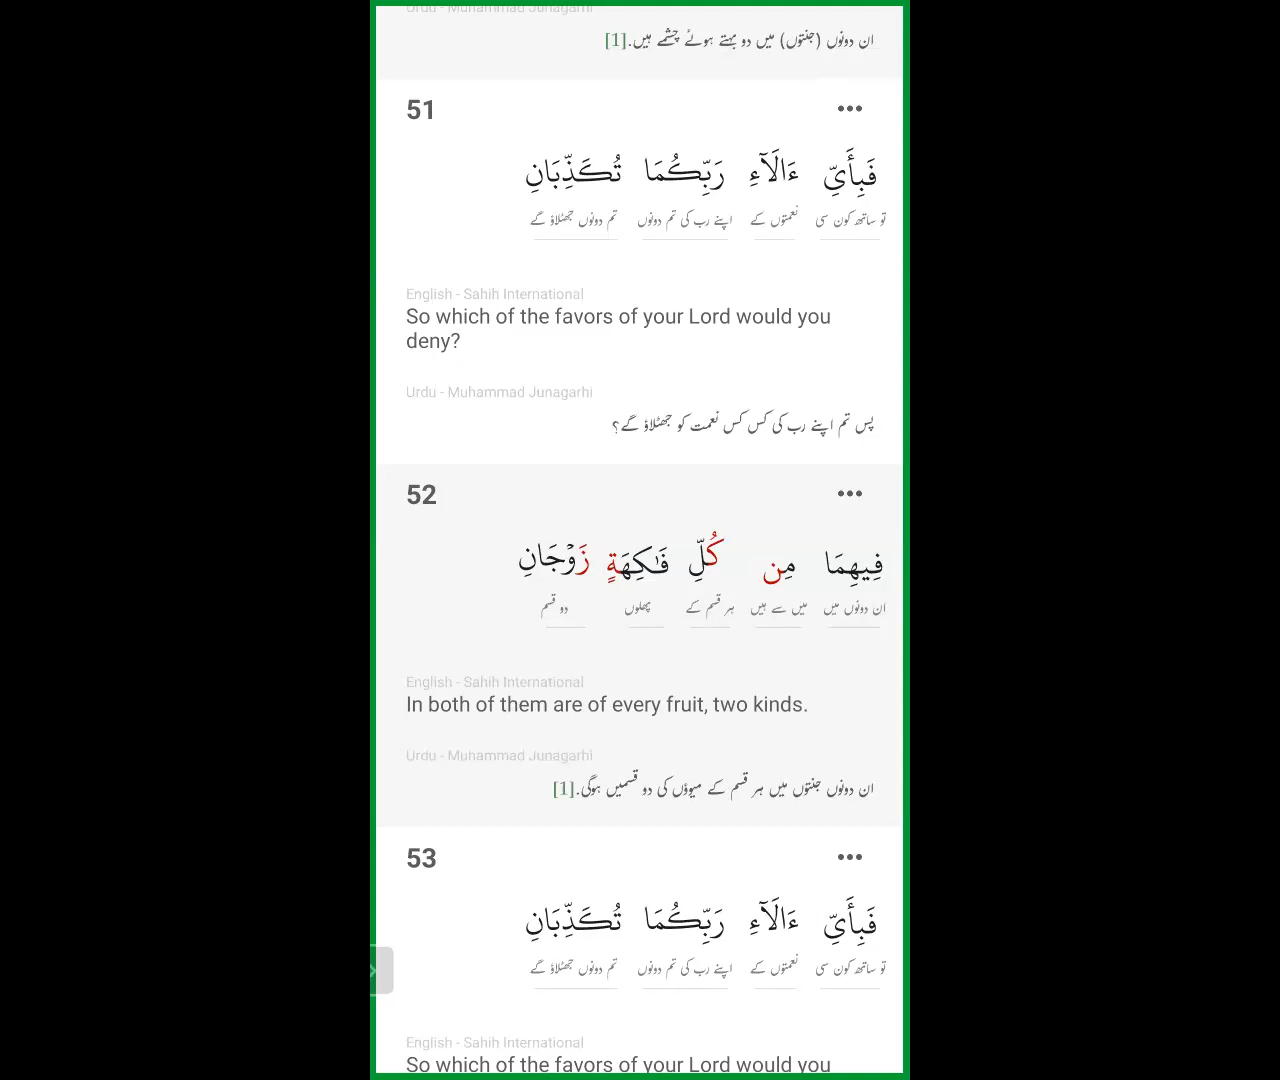 Urdu - Muhammad Junagarhi
ان دونوں (جنتوں) میں دو بہتے ہوئے چشمے ہیں.[1]
51
فَبِأَيِّ ءَالَآءِ رَبِّكُمَا تُكَذِّبَانِ
تو ساتھ کون سی نعمتوں کے اپنے رب کی تم دونوں تم دونوں جھٹلاؤ گے
English - Sahih International
So which of the favors of your Lord would you
deny?
Urdu - Muhammad Junagarhi
پس تم اپنے رب کی کس کس نعمت کو جھٹلاؤ گے؟
52
فِيهِمَا مِن كُلِّ فَـٰكِهَةٍ زَوْجَانِ
ان دونوں میں میں سے ہیں ہر قسم کے پھلوں دو قسم
English - Sahih International
In both of them are of every fruit, two kinds.
Urdu - Muhammad Junagarhi
ان دونوں جنتوں میں ہر قسم کے میوؤں کی دو قسمیں ہوگی.[1]
53
فَبِأَيِّ ءَالَآءِ رَبِّكُمَا تُكَذِّبَانِ
تو ساتھ کون سی نعمتوں کے اپنے رب کی تم دونوں تم دونوں جھٹلاؤ گے
English - Sahih International
So which of the favors of your Lord would you